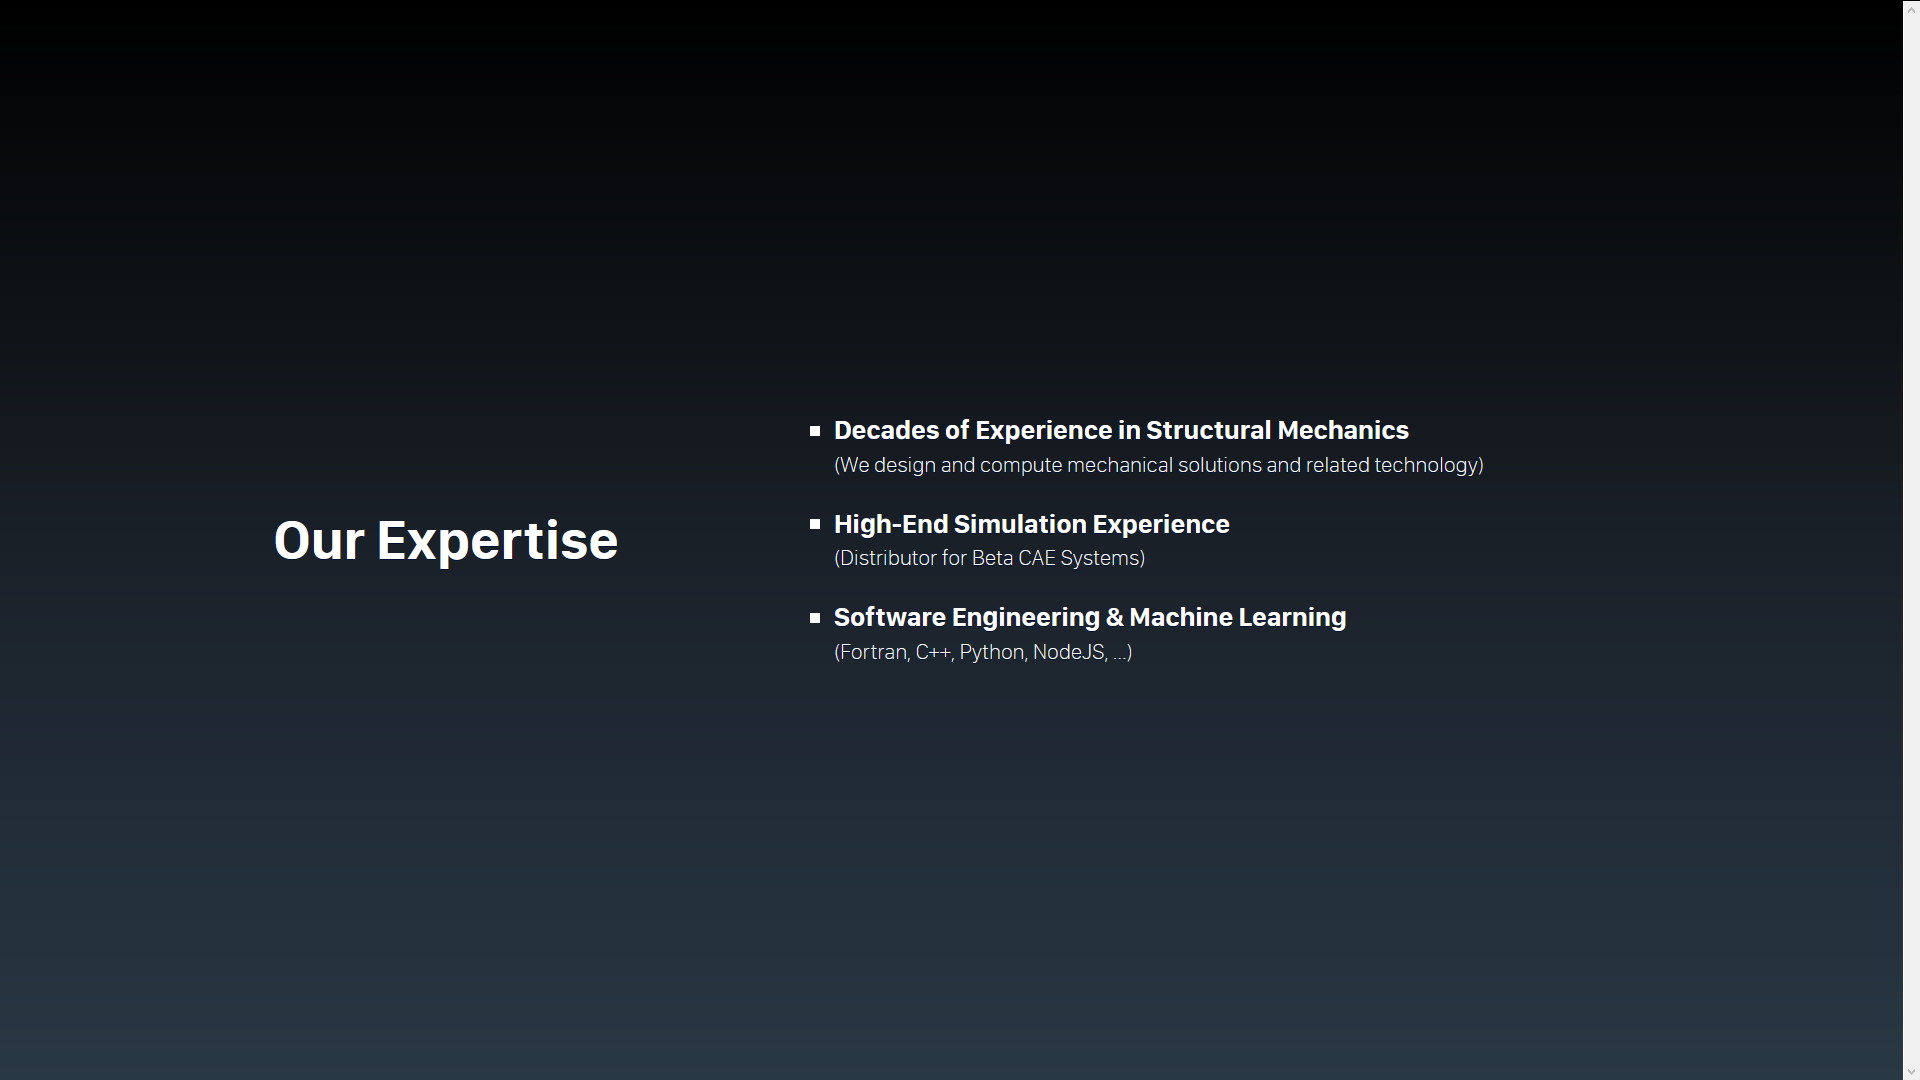 Our Expertise
Decades of Experience in Structural Mechanics
(We design and compute mechanical solutions and related technology)
High-End Simulation Experience
(Distributor for Beta CAE Systems)
Software Engineering & Machine Learning
(Fortran, C++, Python, NodeJS, ...)